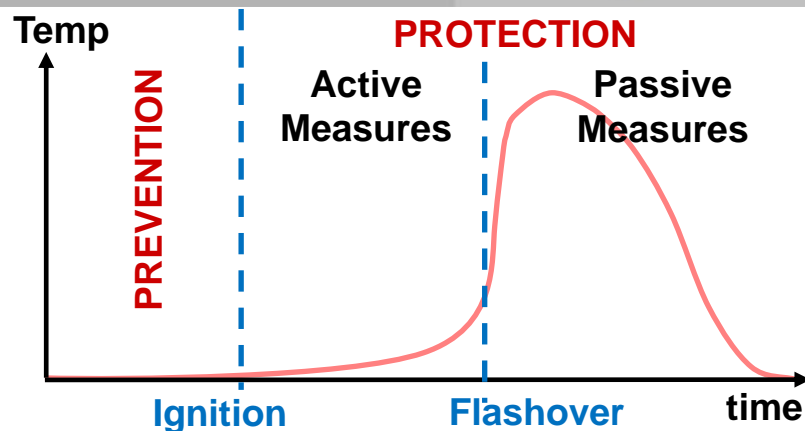 Temp
PROTECTION
PREVENTION
Active
Measures
Passive
Measures
Ignition
Flashover
time